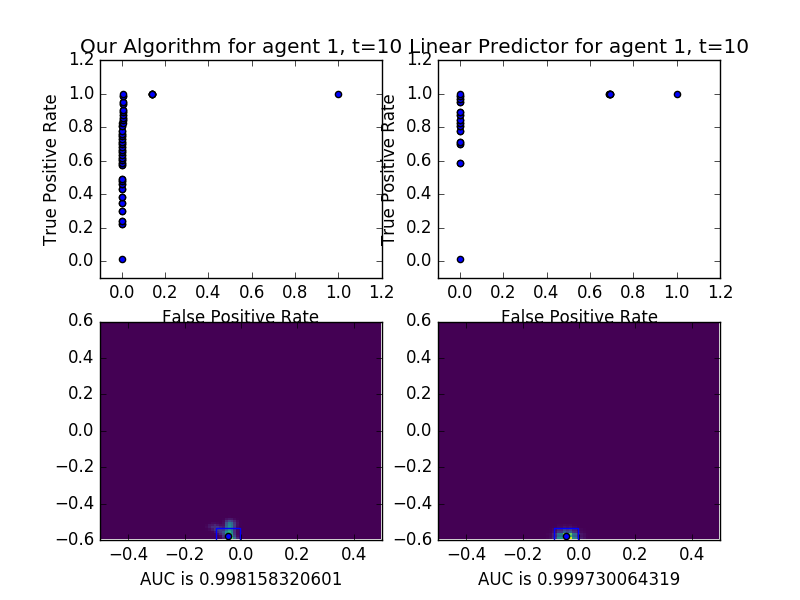 Our Algorithm for agent 1, t=10
Linear Predictor for agent 1, t=10
1.2
1.0
0.8
0.6
0.4
0.2
0.0
True Positive Rate
0.0 0.2 0.4 0.6 0.8 1.0 1.2
False Positive Rate
1.2
1.0
0.8
0.6
0.4
0.2
0.0
True Positive Rate
0.0 0.2 0.4 0.6 0.8 1.0 1.2
False Positive Rate
0.6
0.4
0.2
0.0
−0.2
−0.4
−0.6
−0.4 −0.2 0.0 0.2 0.4
AUC is 0.998158320601
0.6
0.4
0.2
0.0
−0.2
−0.4
−0.6
−0.4 −0.2 0.0 0.2 0.4
AUC is 0.999730064319